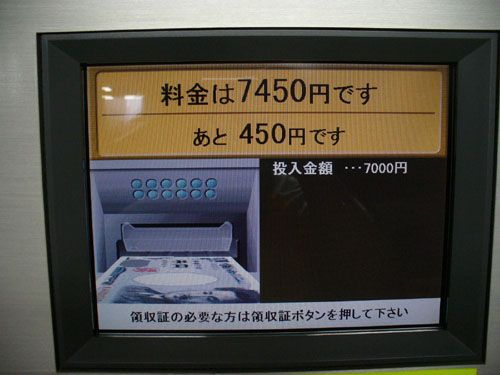 料金は7450円です
あと 450円です
投入金額 ･･･7000円
領収証の必要な方は領収証ボタンを押して下さい